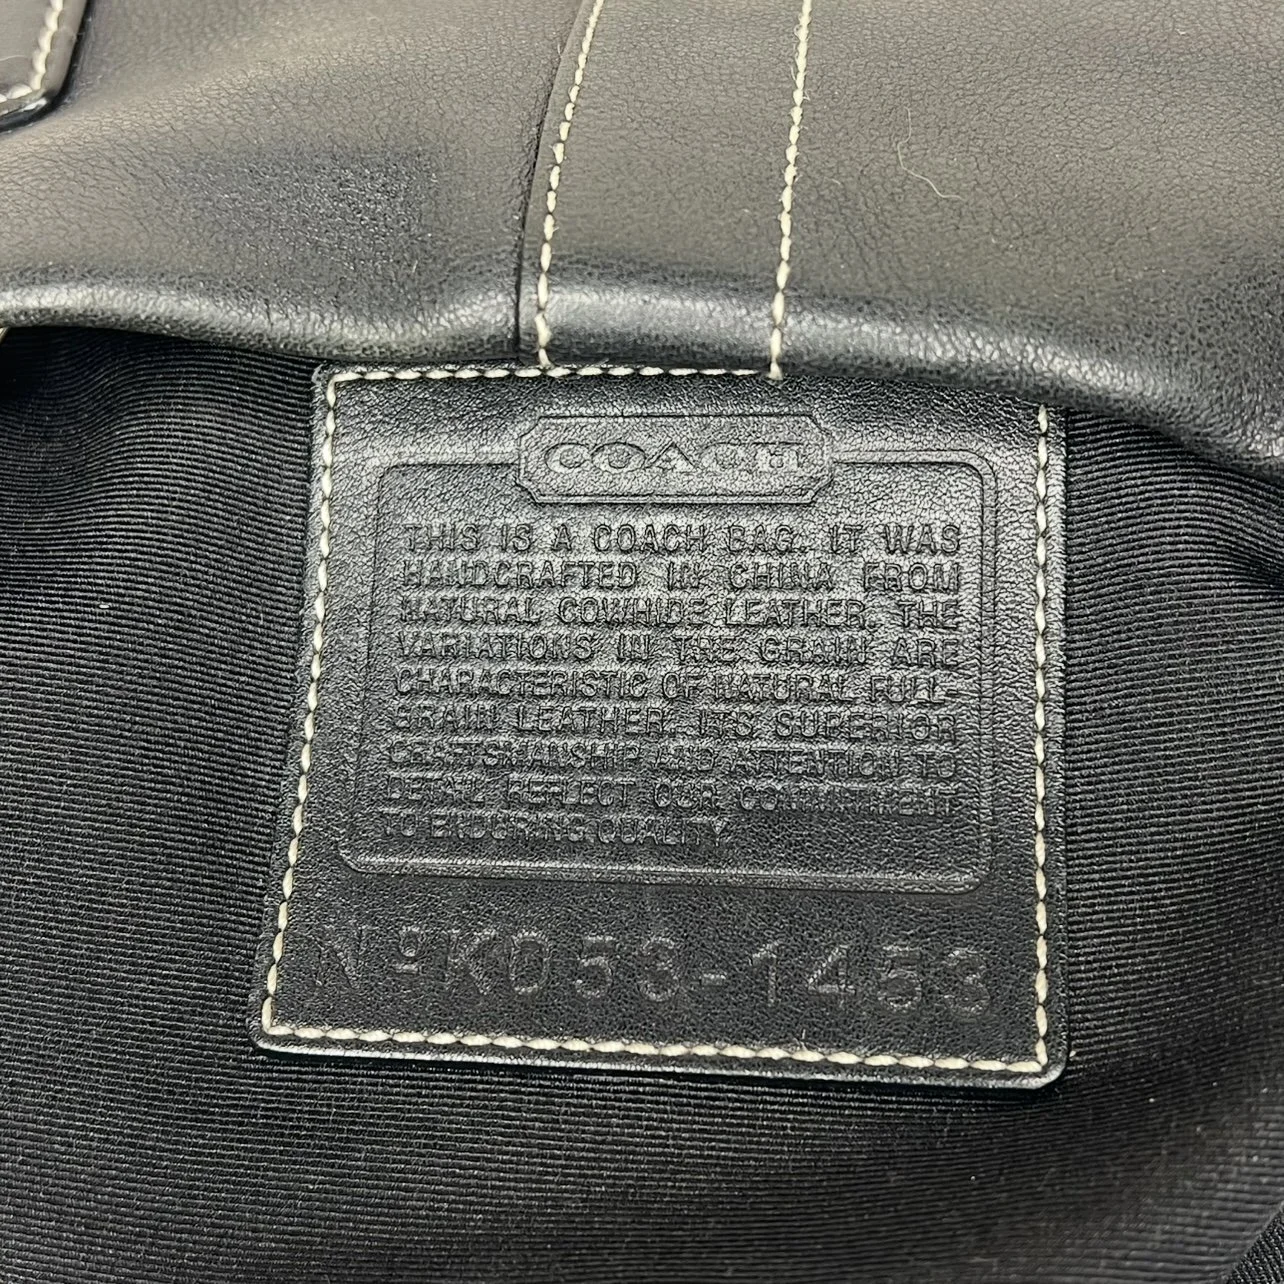 COACH
THIS IS A COACH BAG. IT WAS
HANDCRAFTED IN CHINA FROM
NATURAL COWHIDE LEATHER. THE
VARIATIONS IN THE GRAIN ARE
CHARACTERISTIC OF NATURAL FULL-
GRAIN LEATHER. ITS SUPERIOR
CRAFTSMANSHIP AND ATTENTION TO
DETAIL REFLECT OUR COMMITMENT
TO ENDURING QUALITY.
Nº K053-1453